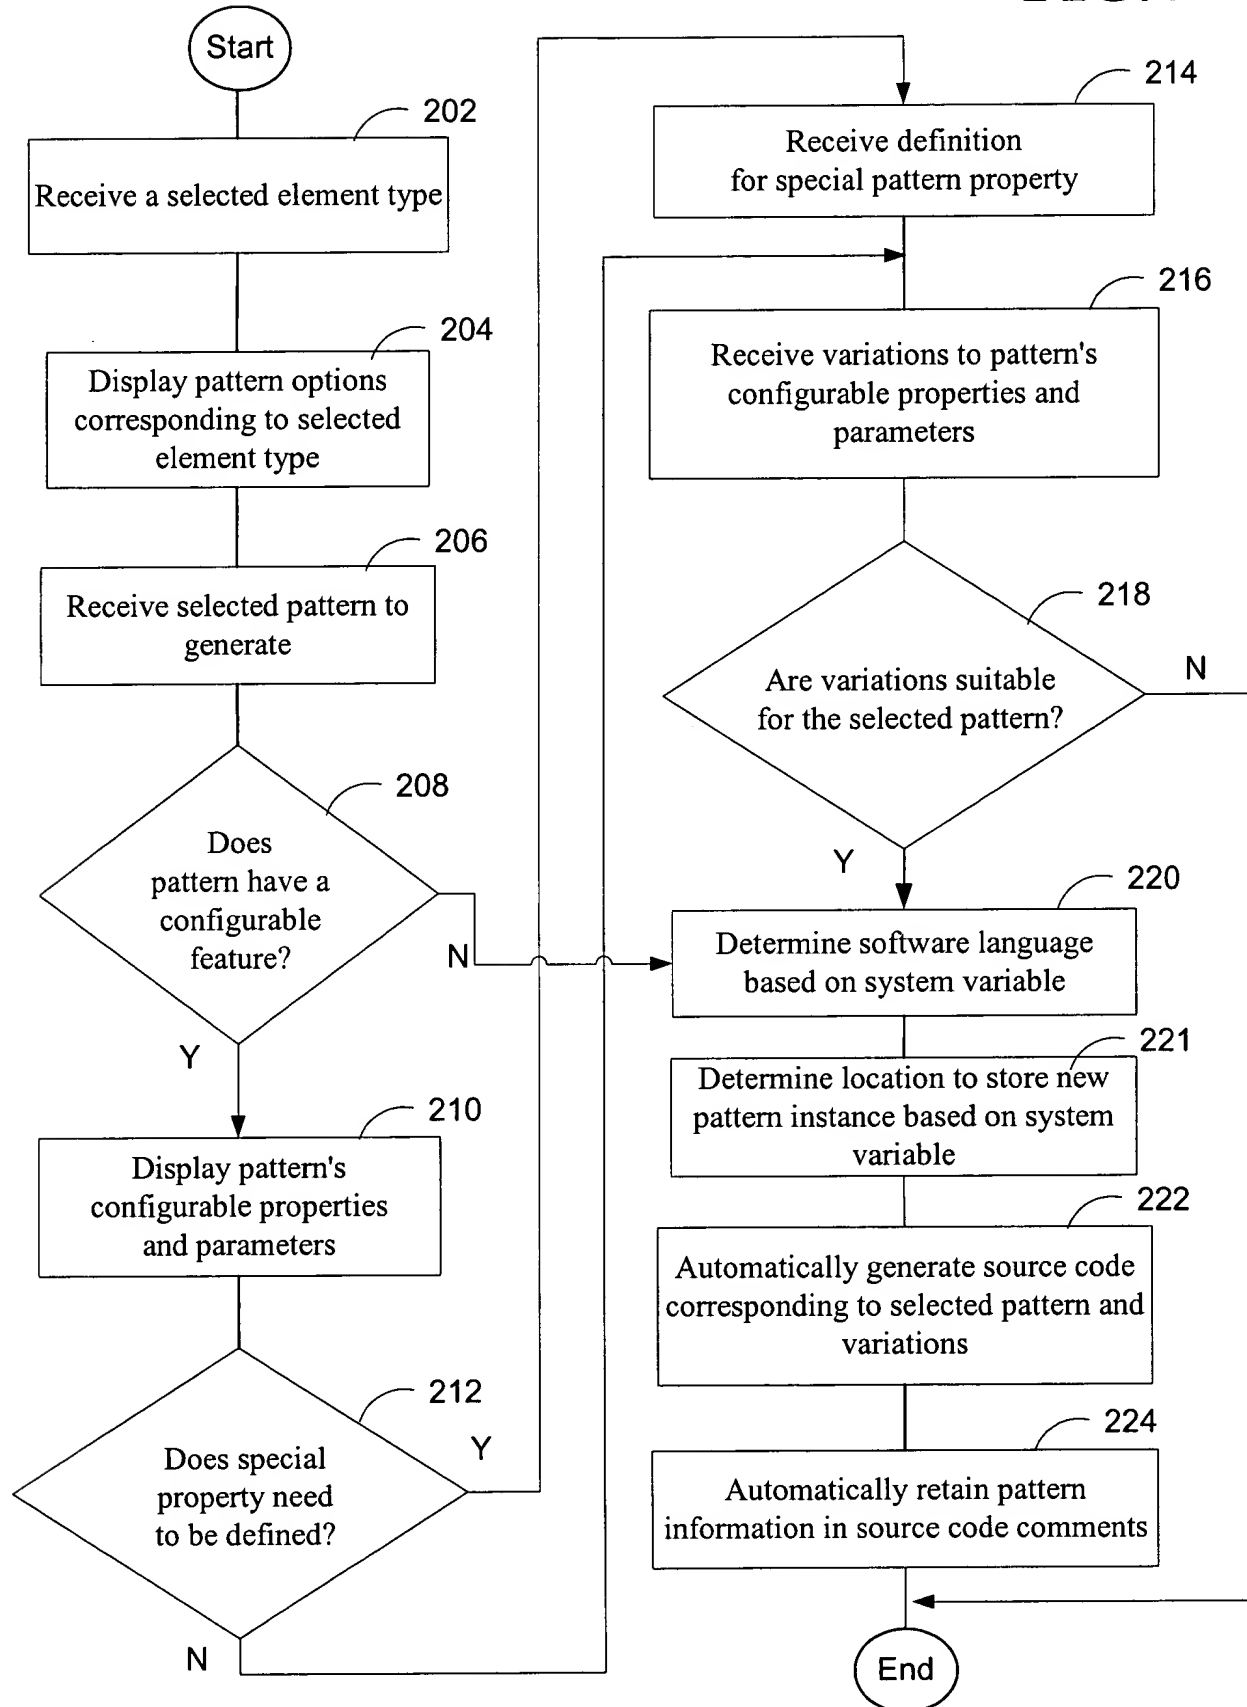 Start
202
Receive a selected element type
204
Display pattern options
corresponding to selected
element type
206
Receive selected pattern to
generate
208
Does
pattern have a
configurable
feature?
N
Y
210
Display pattern's
configurable properties
and parameters
212
Does special
property need
to be defined?
Y
N
214
Receive definition
for special pattern property
216
Receive variations to pattern's
configurable properties and
parameters
218
Are variations suitable
for the selected pattern?
N
Y
220
Determine software language
based on system variable
221
Determine location to store new
pattern instance based on system
variable
222
Automatically generate source code
corresponding to selected pattern and
variations
224
Automatically retain pattern
information in source code comments
End